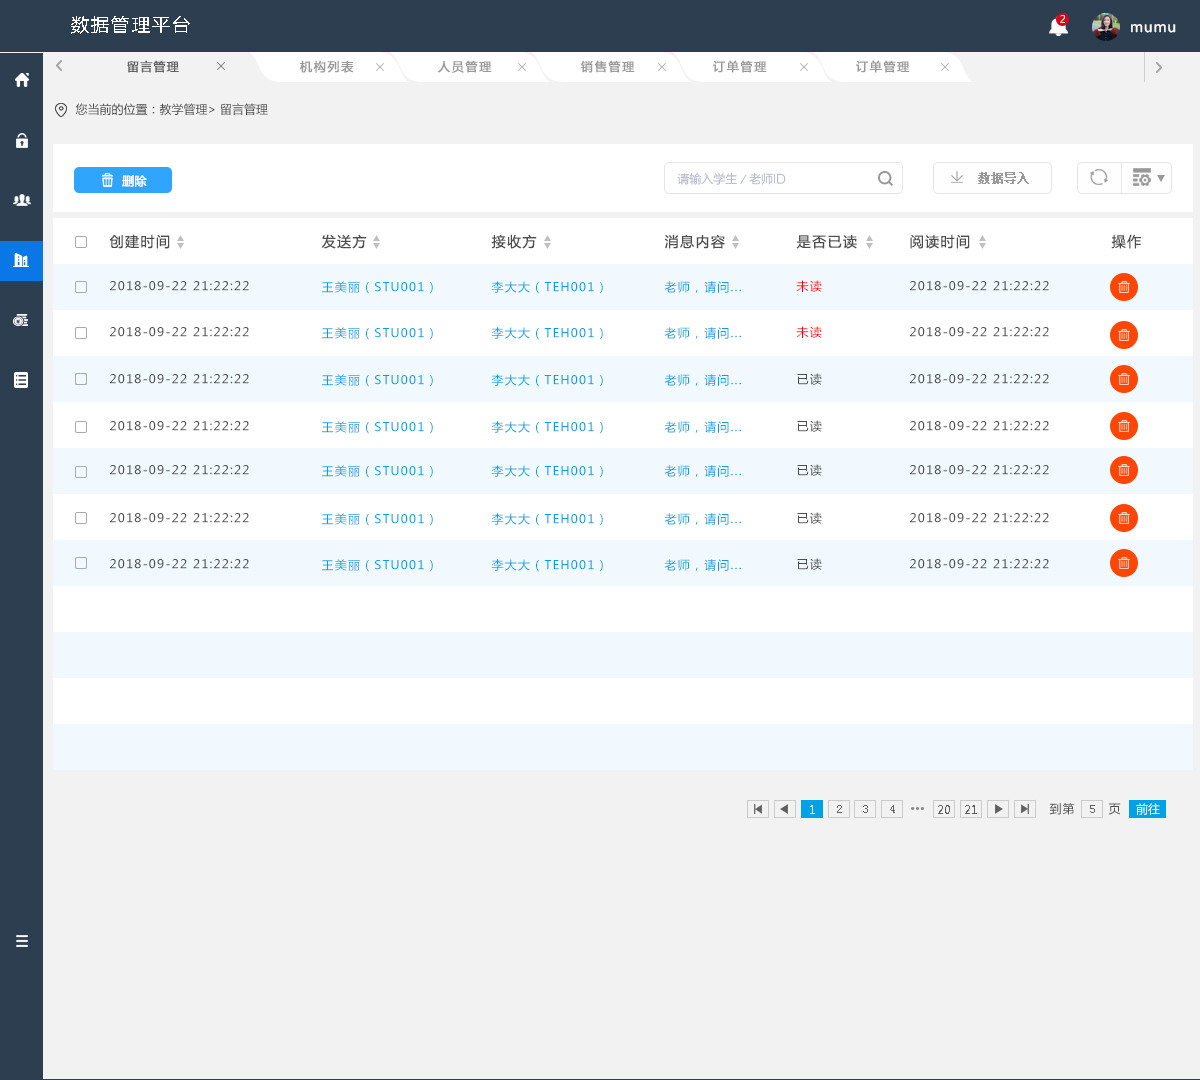 数据管理平台 2 mumu
留言管理 机构列表 人员管理 销售管理 订单管理 订单管理
您当前的位置：教学管理> 留言管理
删除 请输入学生 / 老师ID 数据导入
创建时间 发送方 接收方 消息内容 是否已读 阅读时间 操作
2018-09-22 21:22:22 王美丽（STU001） 李大大（TEH001） 老师，请问... 未读 2018-09-22 21:22:22
2018-09-22 21:22:22 王美丽（STU001） 李大大（TEH001） 老师，请问... 未读 2018-09-22 21:22:22
2018-09-22 21:22:22 王美丽（STU001） 李大大（TEH001） 老师，请问... 已读 2018-09-22 21:22:22
2018-09-22 21:22:22 王美丽（STU001） 李大大（TEH001） 老师，请问... 已读 2018-09-22 21:22:22
2018-09-22 21:22:22 王美丽（STU001） 李大大（TEH001） 老师，请问... 已读 2018-09-22 21:22:22
2018-09-22 21:22:22 王美丽（STU001） 李大大（TEH001） 老师，请问... 已读 2018-09-22 21:22:22
2018-09-22 21:22:22 王美丽（STU001） 李大大（TEH001） 老师，请问... 已读 2018-09-22 21:22:22
1 2 3 4 ••• 20 21 到第 5 页 前往